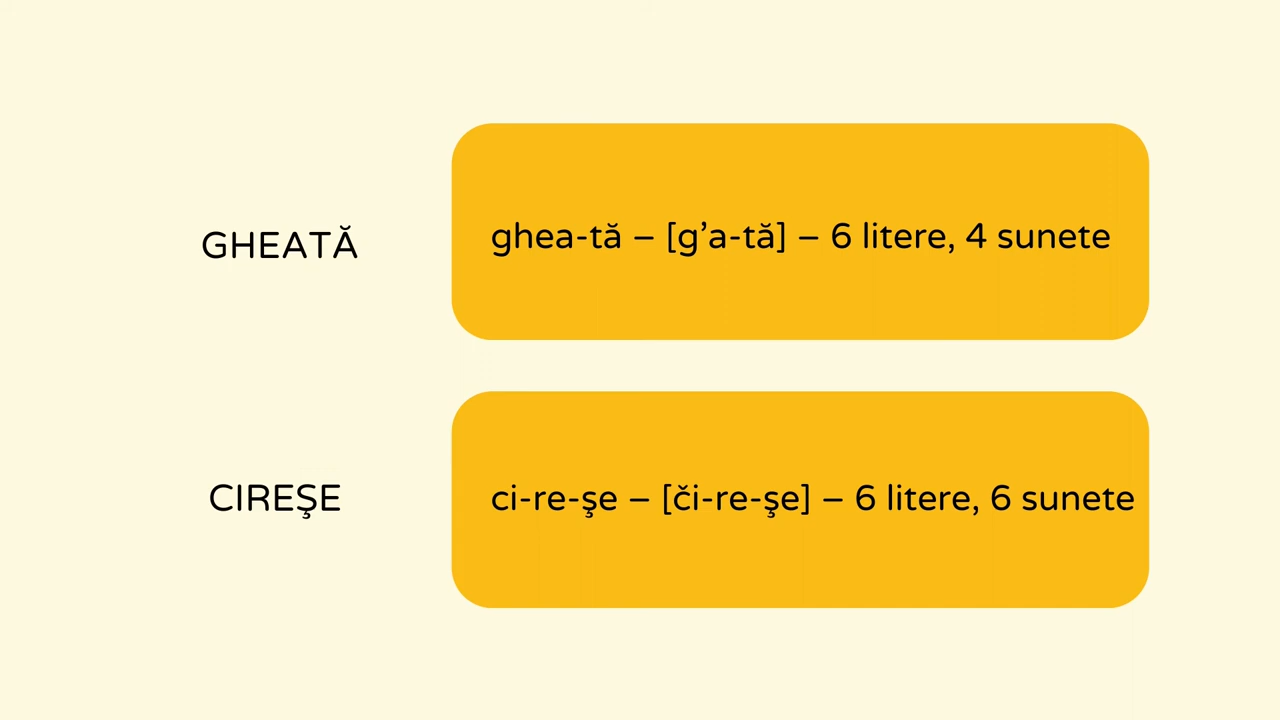 GHEATĂ
ghea-tă – [g’a-tă] – 6 litere, 4 sunete
CIREŞE
ci-re-şe – [či-re-şe] – 6 litere, 6 sunete